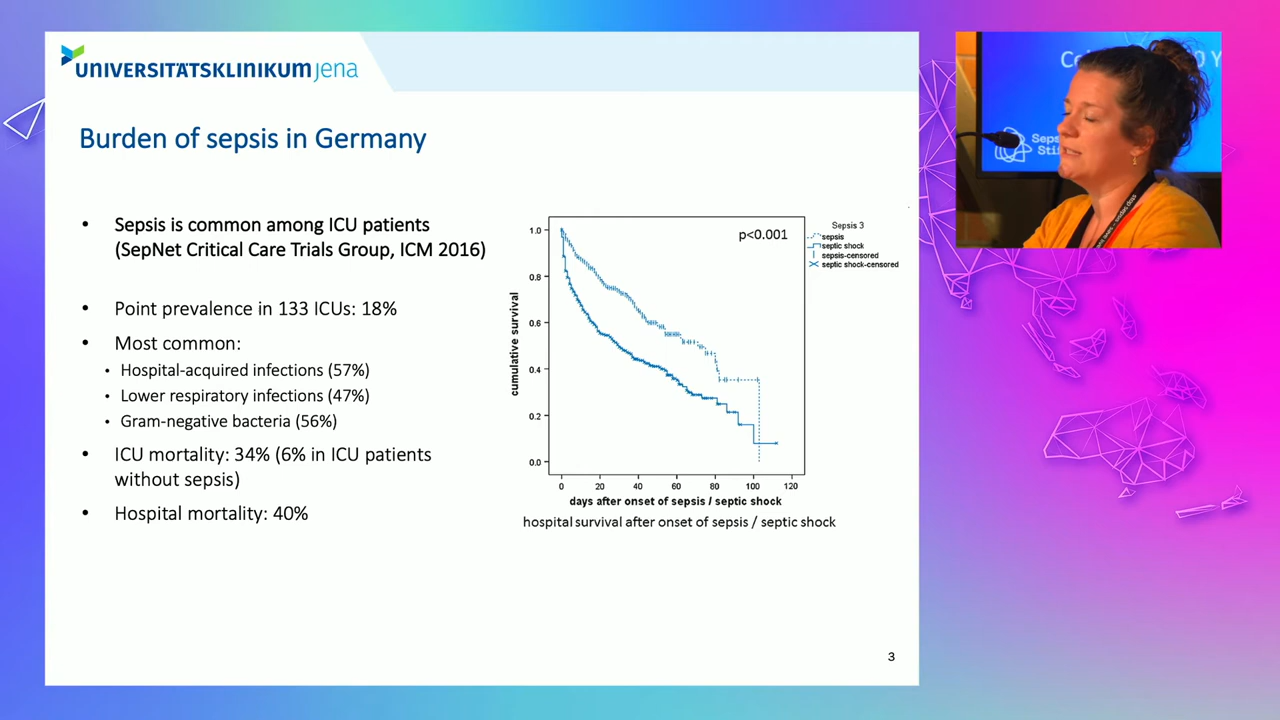 UNIVERSITÄTSKLINIKUM jena
Burden of sepsis in Germany
• Sepsis is common among ICU patients
(SepNet Critical Care Trials Group, ICM 2016)
• Point prevalence in 133 ICUs: 18%
• Most common:
• Hospital-acquired infections (57%)
• Lower respiratory infections (47%)
• Gram-negative bacteria (56%)
• ICU mortality: 34% (6% in ICU patients
without sepsis)
• Hospital mortality: 40%
p<0.001
Sepsis 3
sepsis
septic shock
sepsis-censored
septic shock-censored
cumulative survival
1.0
0.8
0.6
0.4
0.2
0.0
0 20 40 60 80 100 120
days after onset of sepsis / septic shock
hospital survival after onset of sepsis / septic shock
3